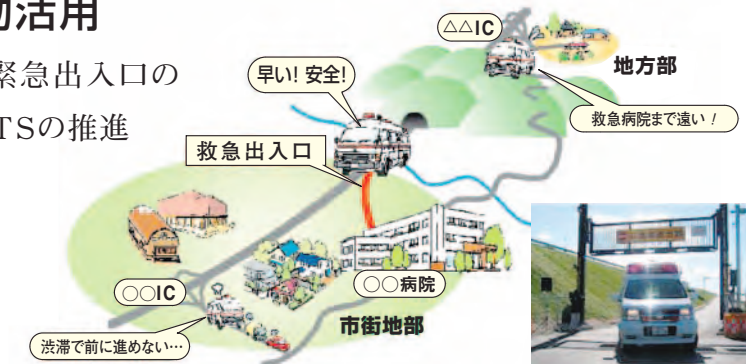 効活用
緊急出入口の
TSの推進
△△IC
地方部
早い! 安全!
救急病院まで遠い!
救急出入口
○○IC
○○病院
渋滞で前に進めない…
市街地部